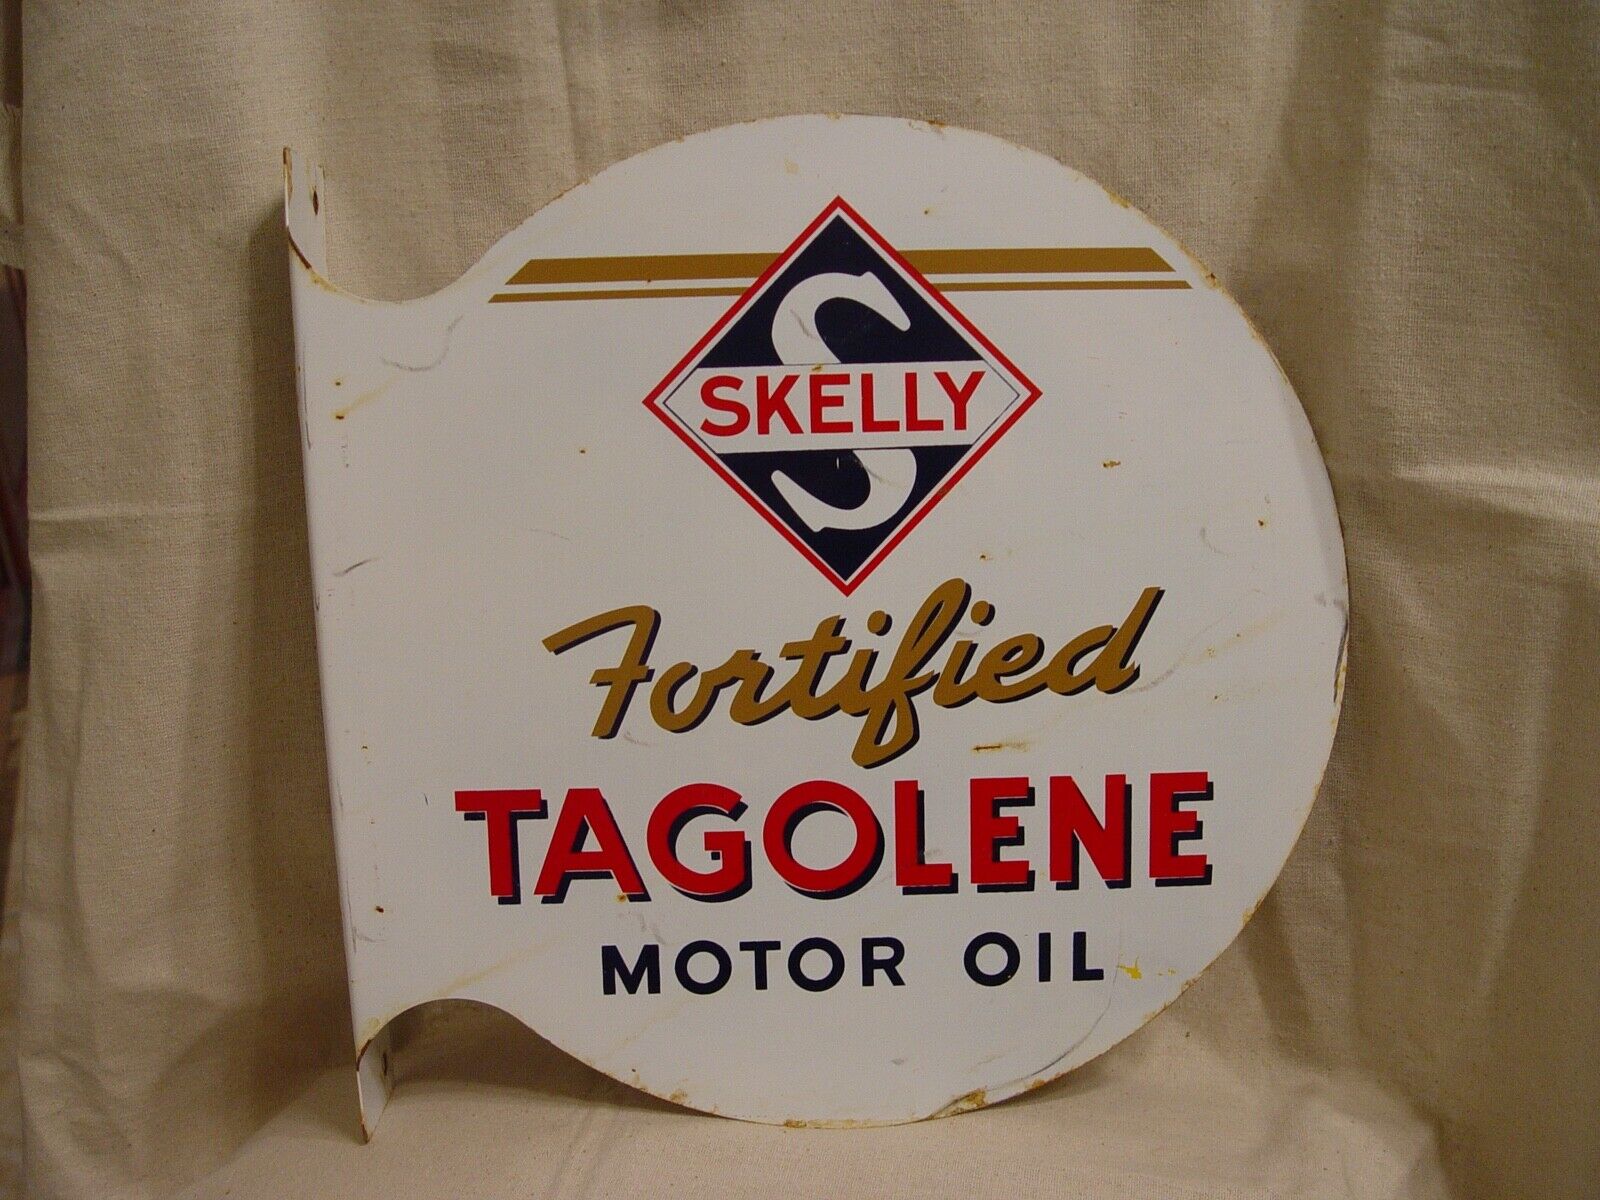 S
SKELLY
Fortified
TAGOLENE
MOTOR OIL